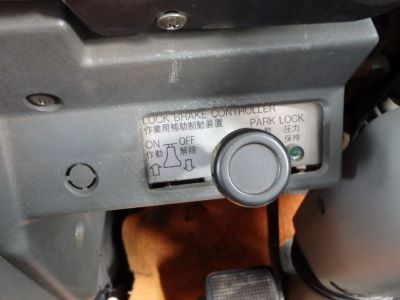 LOCK BRAKE CONTROLLER
作業用補助制動装置
PARK LOCK
ON OFF
作動 解除
圧力
保持